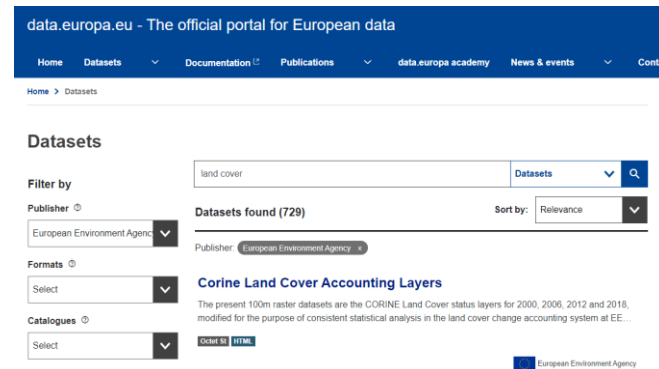 data.europa.eu - The official portal for European data
Home Datasets Documentation Publications data.europa academy News & events Cont
Home > Datasets
Datasets
land cover Datasets
Filter by
Publisher
Datasets found (729) Sort by: Relevance
European Environment Agenc
Publisher: European Environment Agency x
Formats
Select
Corine Land Cover Accounting Layers
The present 100m raster datasets are the CORINE Land Cover status layers for 2000, 2006, 2012 and 2018,
modified for the purpose of consistent statistical analysis in the land cover change accounting system at EE…
Catalogues
Octet St HTML
Select
European Environment Agency